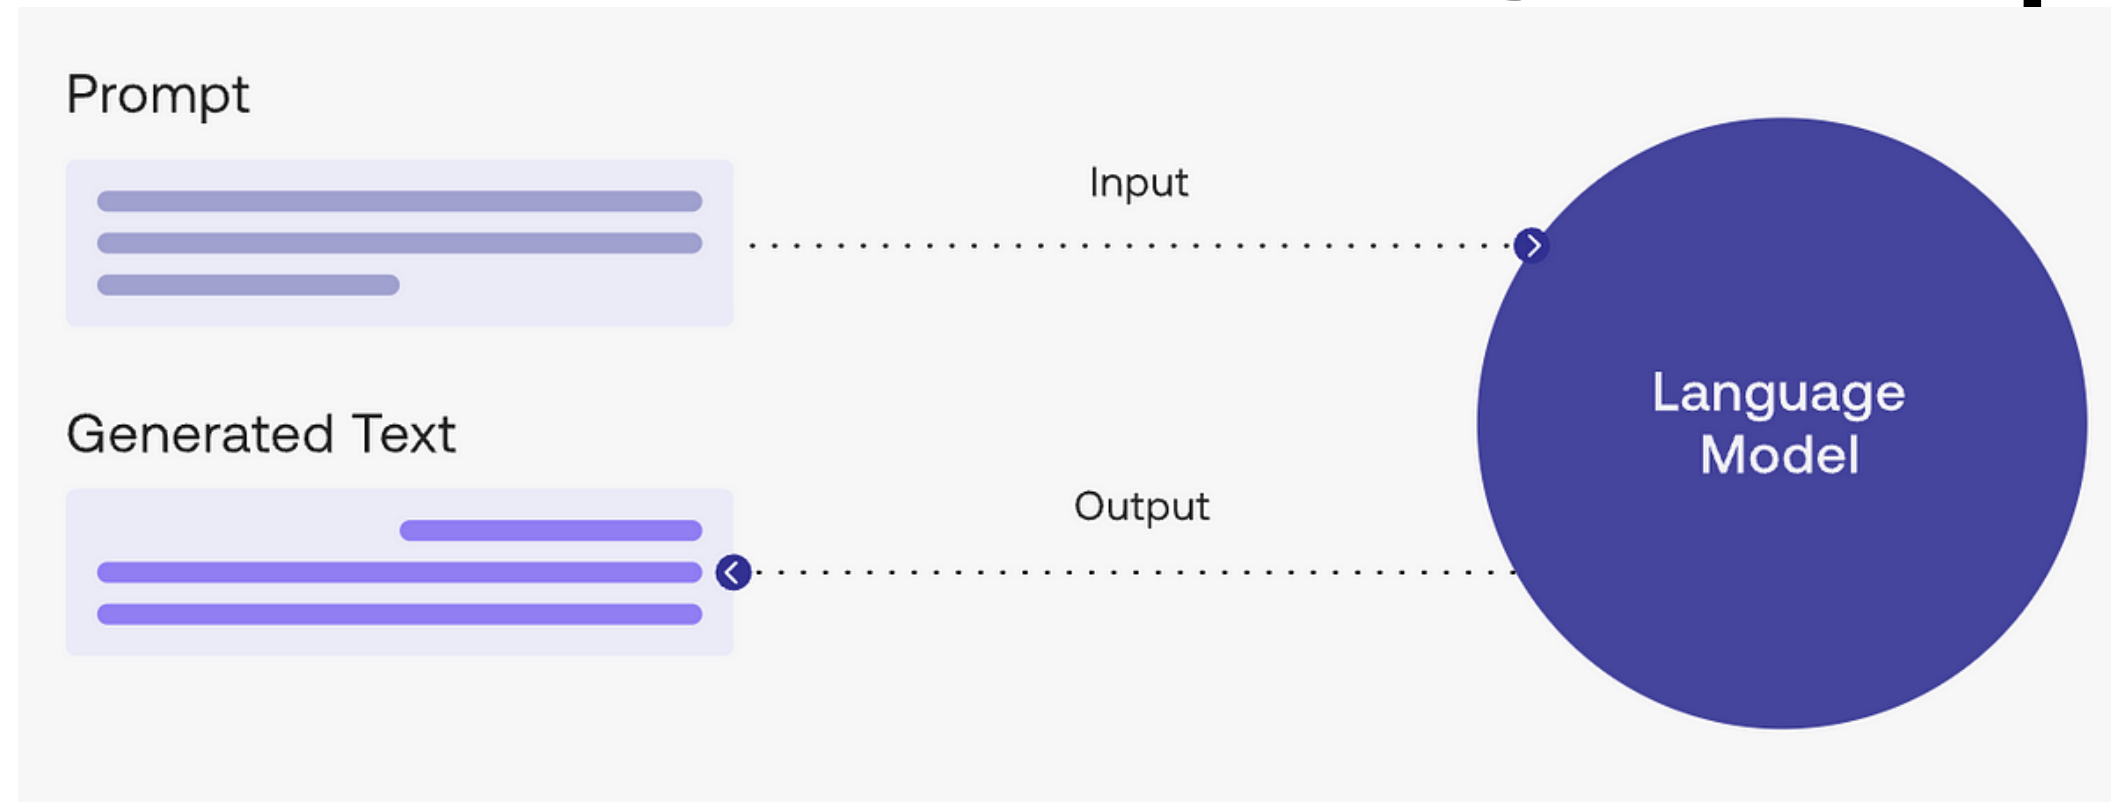 Prompt
Input
Generated Text
Output
Language
Model